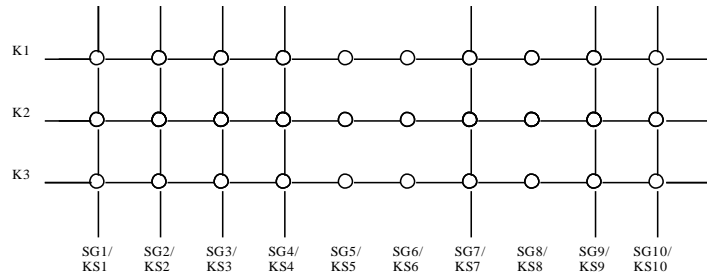 K1
K2
K3
SG1/ SG2/ SG3/ SG4/ SG5/ SG6/ SG7/ SG8/ SG9/ SG10/
KS1 KS2 KS3 KS4 KS5 KS6 KS7 KS8 KS9 KS10